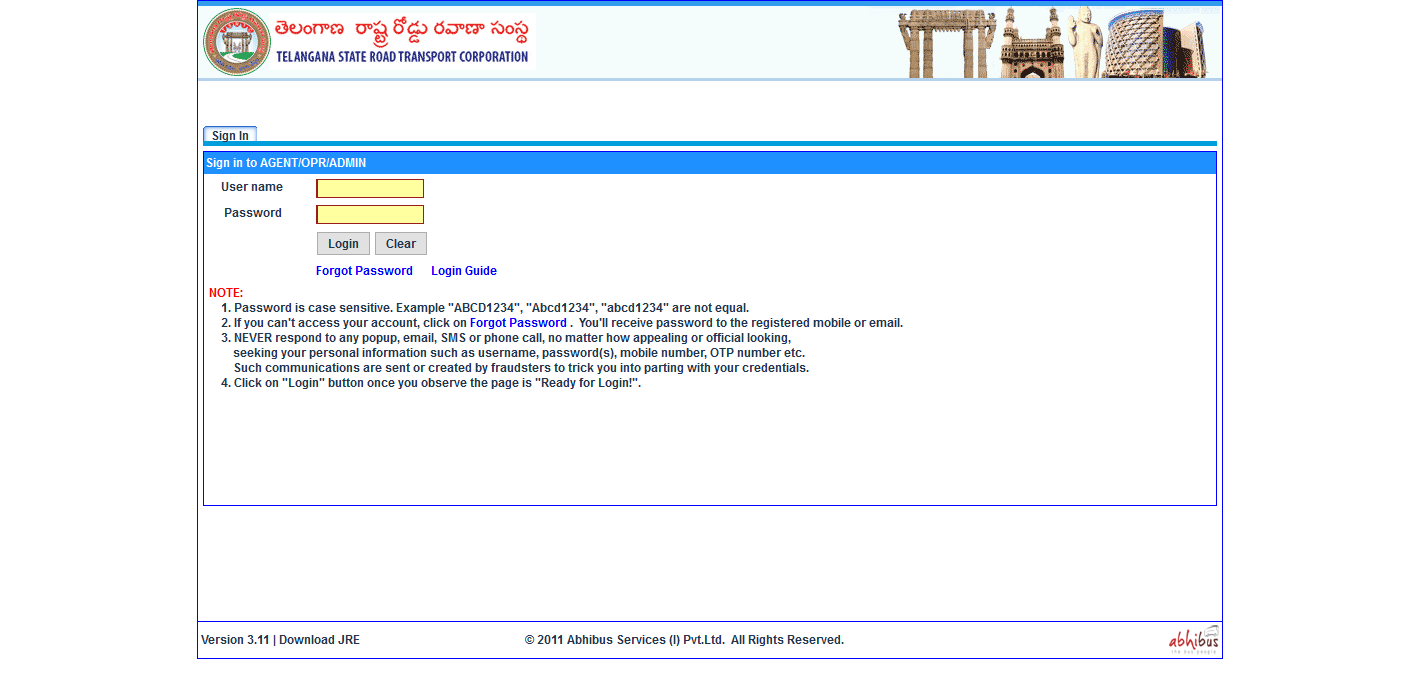 తెలంగాణ రాష్ట్ర రోడ్డు రవాణా సంస్థ
TELANGANA STATE ROAD TRANSPORT CORPORATION
Sign In
Sign in to AGENT/OPR/ADMIN
User name
Password
Login Clear
Forgot Password Login Guide
NOTE:
1. Password is case sensitive. Example "ABCD1234", "Abcd1234", "abcd1234" are not equal.
2. If you can't access your account, click on Forgot Password . You'll receive password to the registered mobile or email.
3. NEVER respond to any popup, email, SMS or phone call, no matter how appealing or official looking,
seeking your personal information such as username, password(s), mobile number, OTP number etc.
Such communications are sent or created by fraudsters to trick you into parting with your credentials.
4. Click on "Login" button once you observe the page is "Ready for Login!".
Version 3.11 | Download JRE © 2011 Abhibus Services (I) Pvt.Ltd. All Rights Reserved. abhibus
the bus people